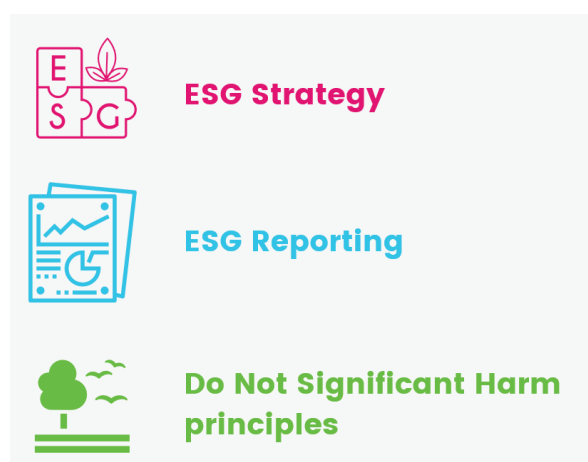 E
S G
ESG Strategy
ESG Reporting
Do Not Significant Harm
principles